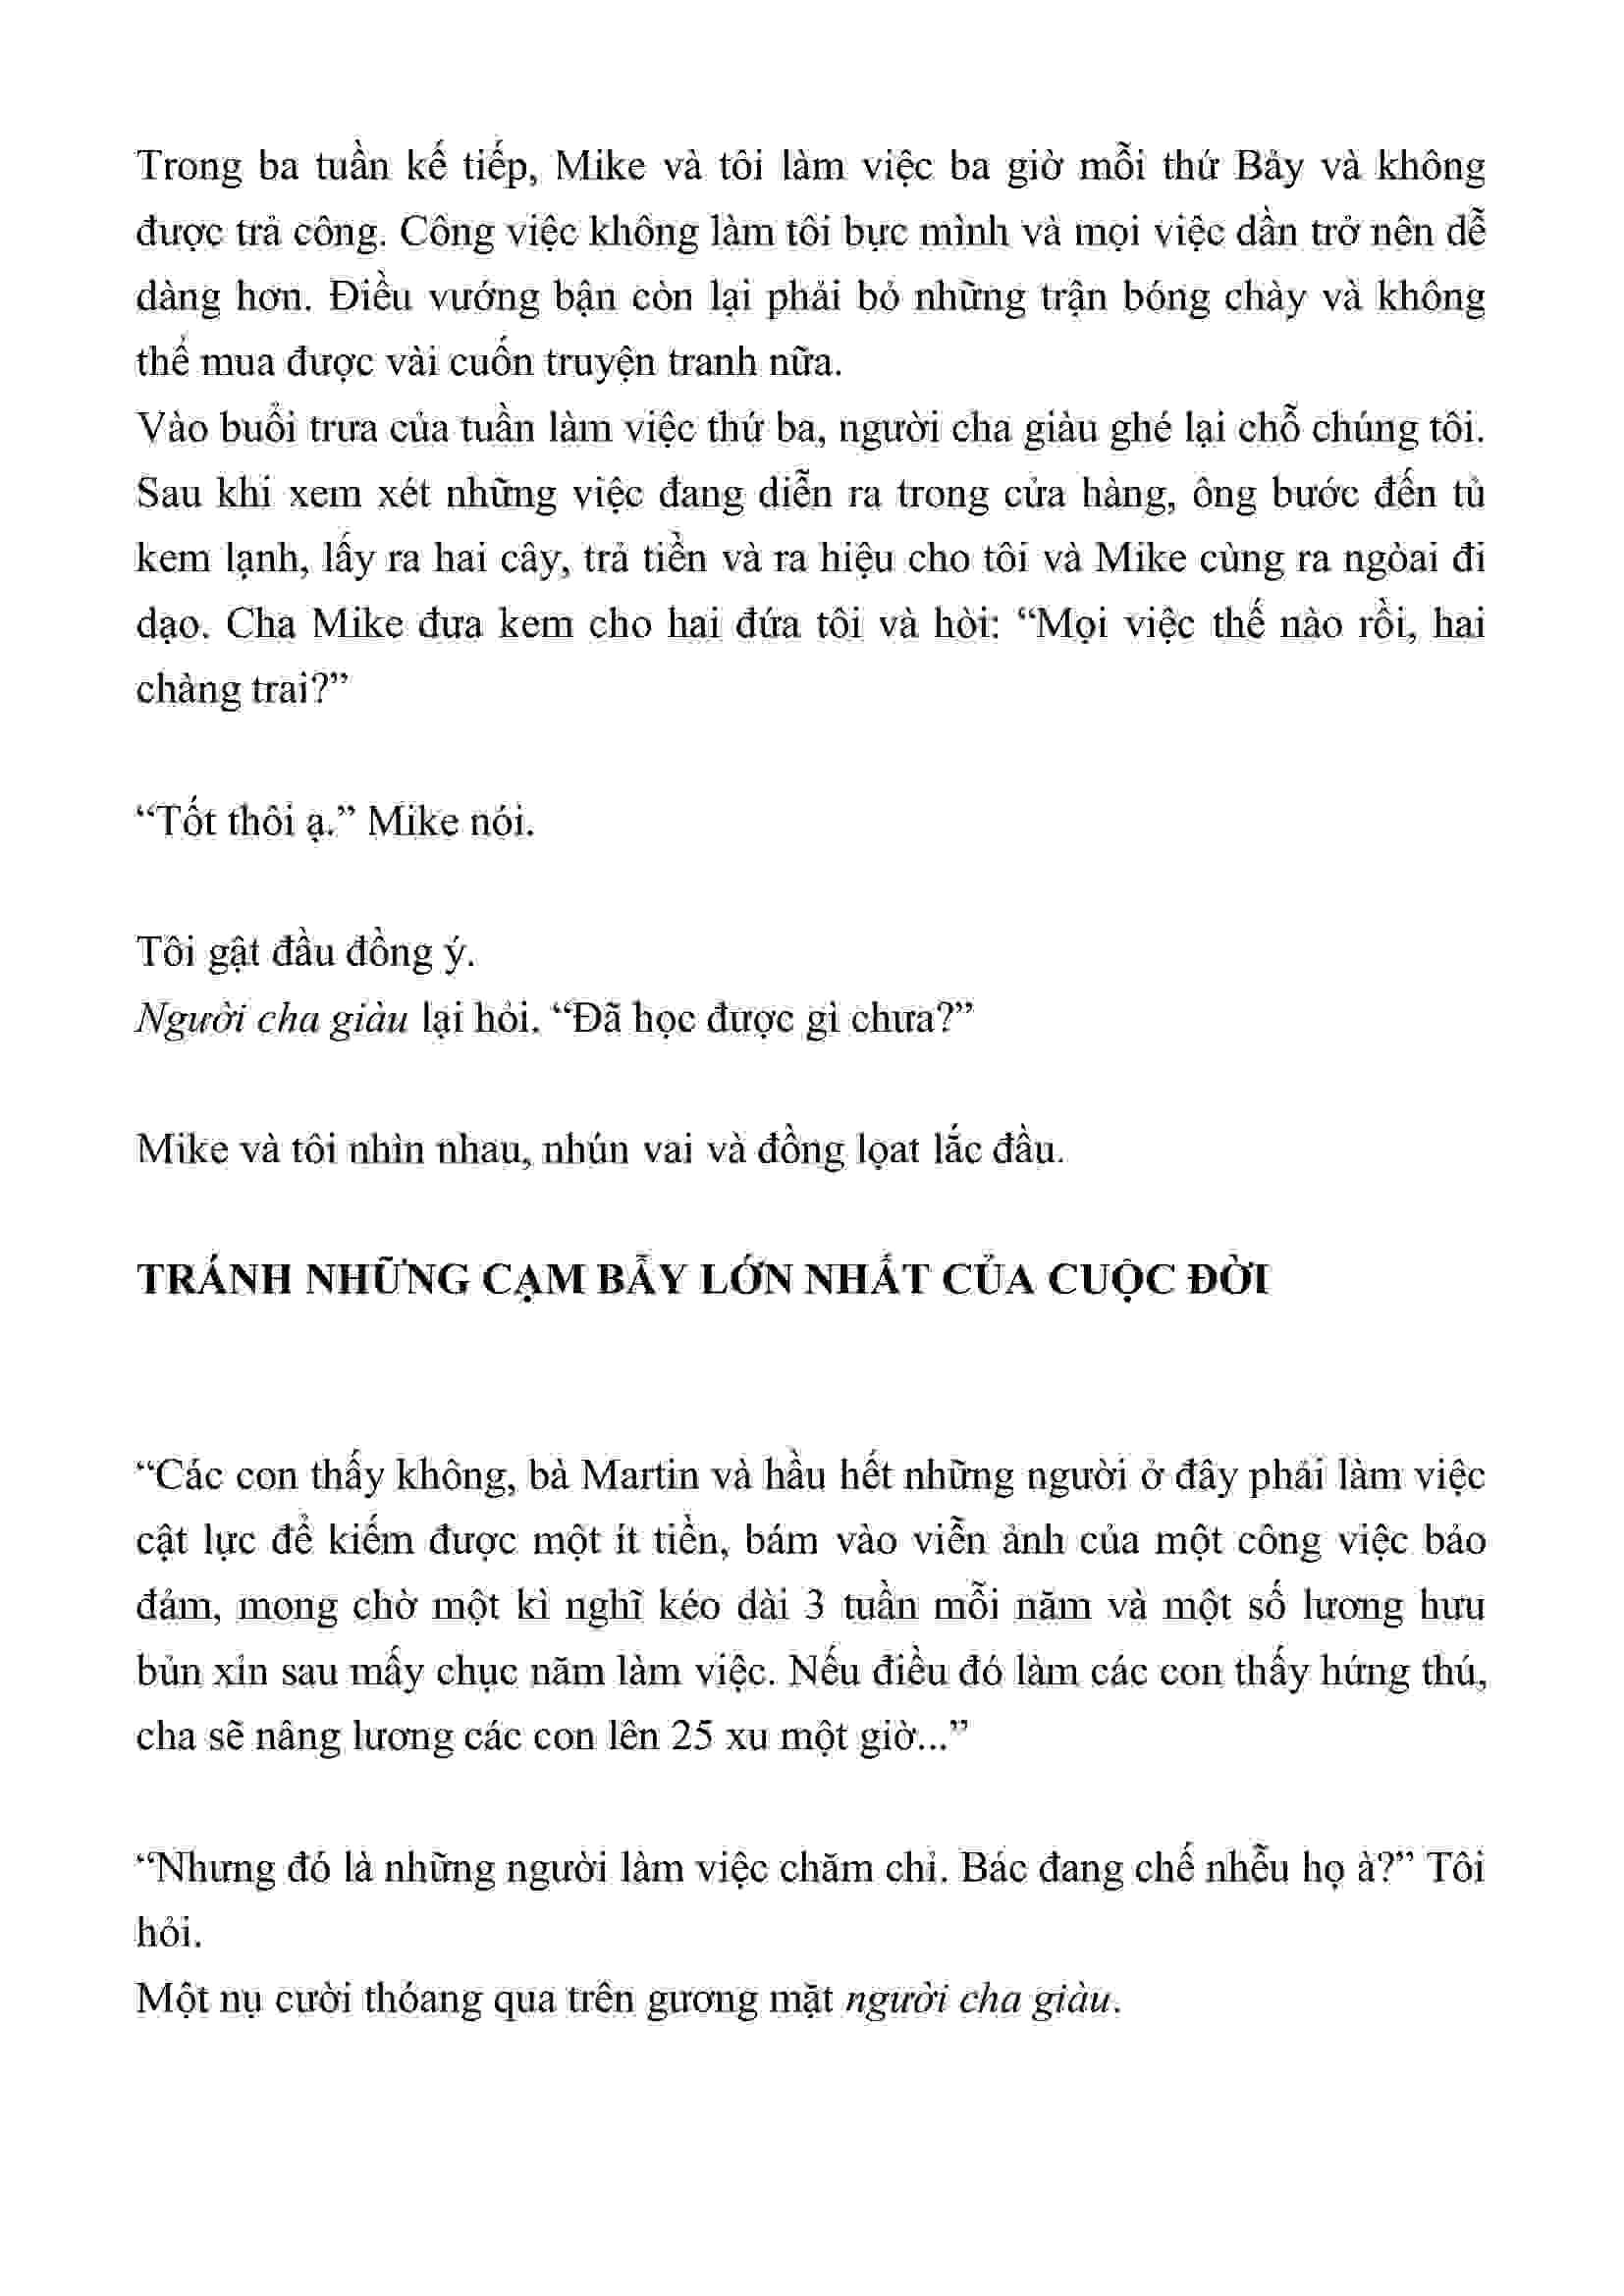 Trong ba tuần kế tiếp, Mike và tôi làm việc ba giờ mỗi thứ Bảy và không
được trả công. Công việc không làm tôi bực mình và mọi việc dần trở nên dễ
dàng hơn. Điều vướng bận còn lại phải bỏ những trận bóng chày và không
thể mua được vài cuốn truyện tranh nữa.
Vào buổi trưa của tuần làm việc thứ ba, người cha giàu ghé lại chỗ chúng tôi.
Sau khi xem xét những việc đang diễn ra trong cửa hàng, ông bước đến tủ
kem lạnh, lấy ra hai cây, trả tiền và ra hiệu cho tôi và Mike cùng ra ngòai đi
dạo. Cha Mike đưa kem cho hai đứa tôi và hỏi: “Mọi việc thế nào rồi, hai
chàng trai?”
“Tốt thôi ạ.” Mike nói.
Tôi gật đầu đồng ý.
Người cha giàu lại hỏi. “Đã học được gì chưa?”
Mike và tôi nhìn nhau, nhún vai và đồng lọat lắc đầu.
TRÁNH NHỮNG CẠM BẪY LỚN NHẤT CỦA CUỘC ĐỜI
“Các con thấy không, bà Martin và hầu hết những người ở đây phải làm việc
cật lực để kiếm được một ít tiền, bám vào viễn ảnh của một công việc bảo
đảm, mong chờ một kì nghĩ kéo dài 3 tuần mỗi năm và một số lương hưu
bủn xỉn sau mấy chục năm làm việc. Nếu điều đó làm các con thấy hứng thú,
cha sẽ nâng lương các con lên 25 xu một giờ...”
“Nhưng đó là những người làm việc chăm chỉ. Bác đang chế nhễu họ à?” Tôi
hỏi.
Một nụ cười thóang qua trên gương mặt người cha giàu.